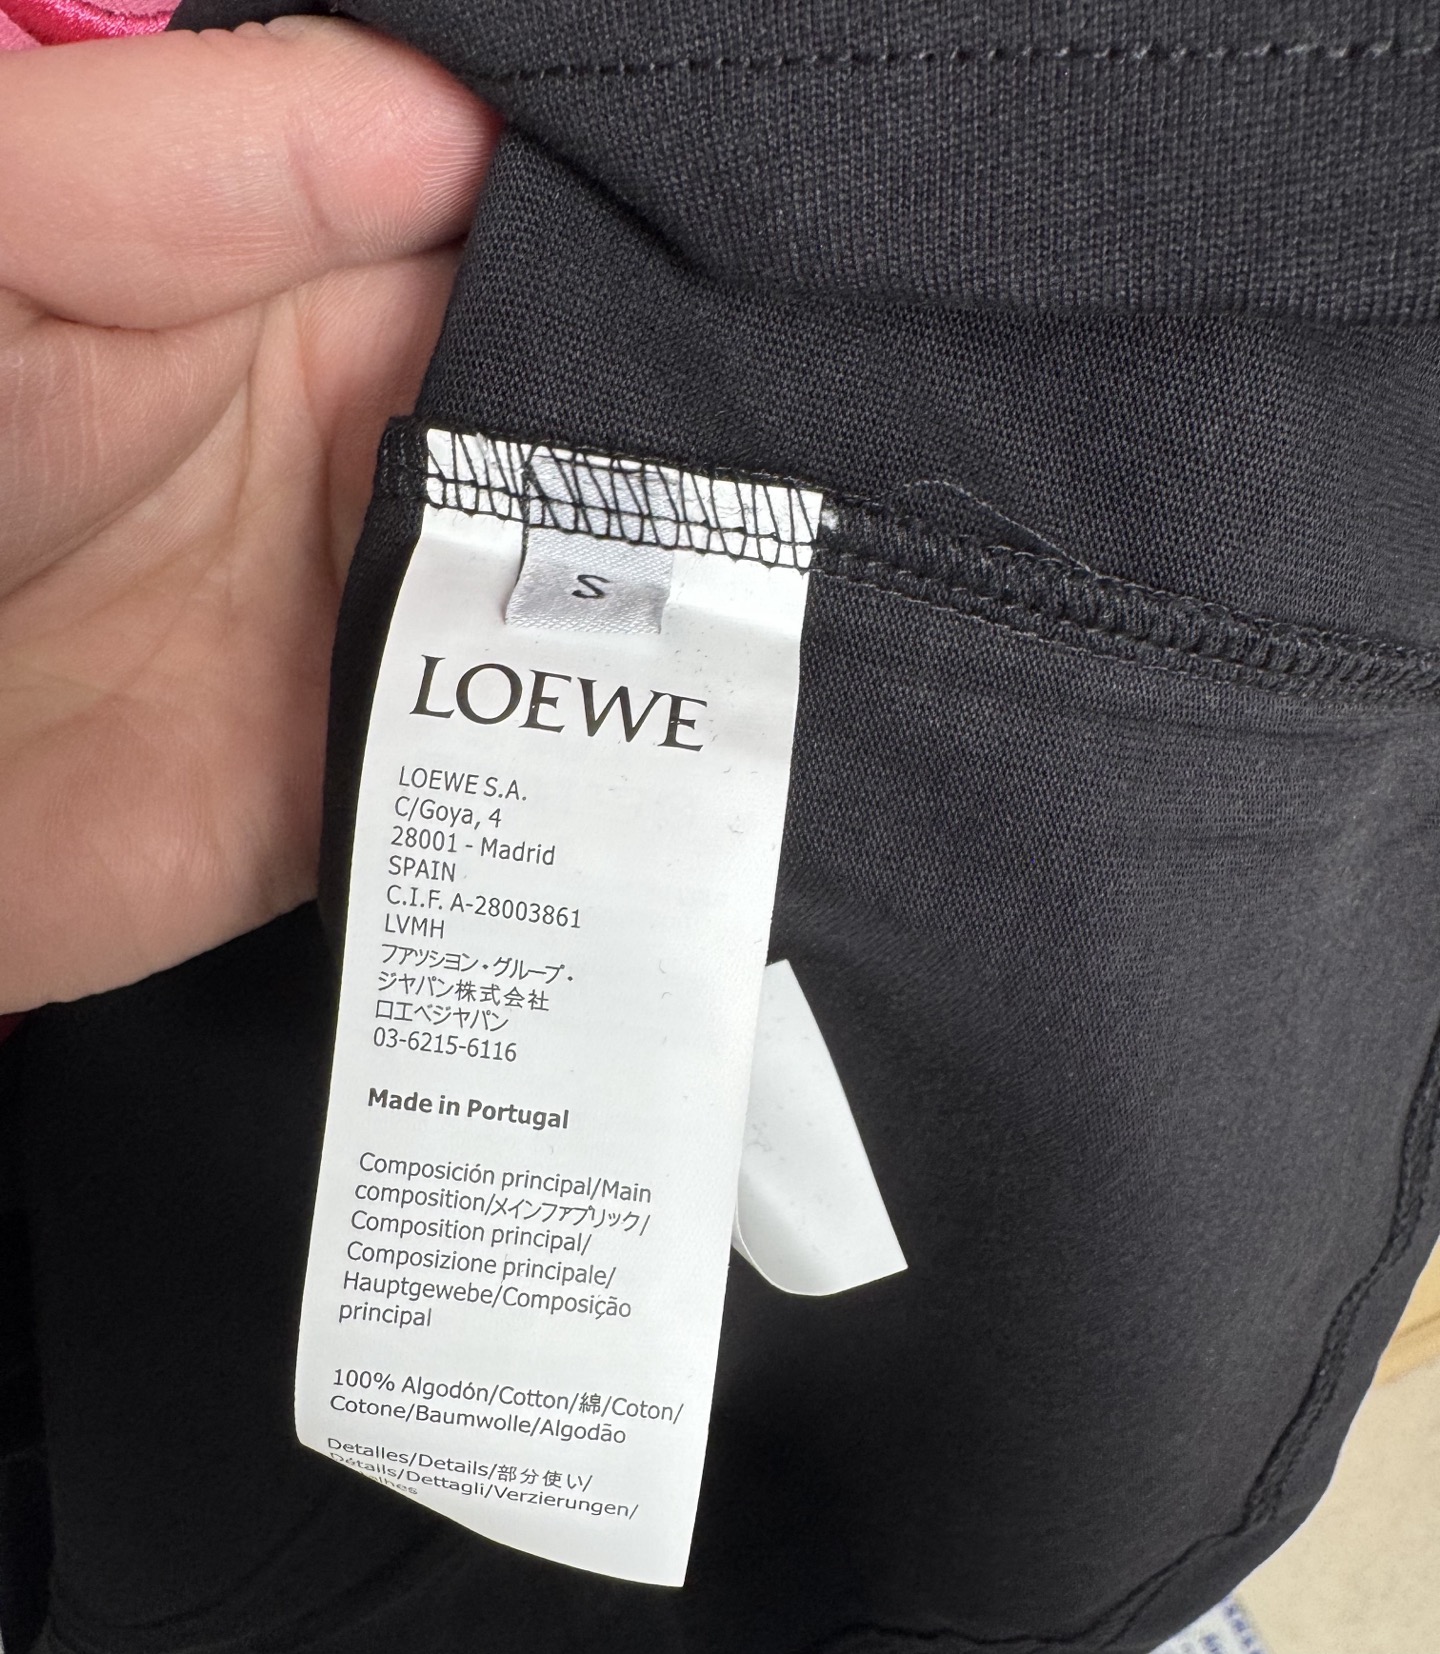 S
LOEWE
LOEWE S.A.
C/Goya, 4
28001 - Madrid
SPAIN
C.I.F. A-28003861
LVMH
ファッション・グループ・
ジャパン株式会社
ロエベジャパン
03-6215-6116
Made in Portugal
Composición principal/Main
composition/メインファブリック/
Composition principal/
Composizione principale/
Hauptgewebe/Composição
principal
100% Algodón/Cotton/綿/Coton/
Cotone/Baumwolle/Algodão
Detalles/Details/部分使い/
Détails/Dettagli/Verzierungen/